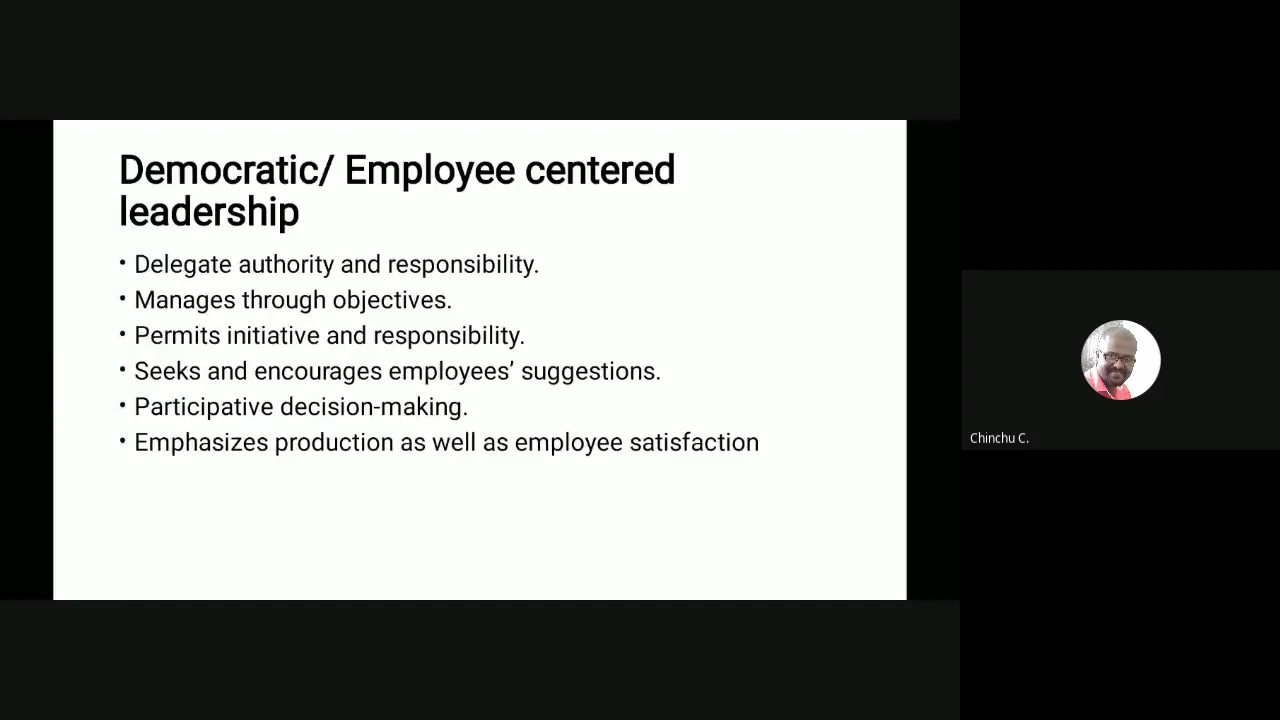 Democratic/ Employee centered
leadership
• Delegate authority and responsibility.
• Manages through objectives.
• Permits initiative and responsibility.
• Seeks and encourages employees’ suggestions.
• Participative decision-making.
• Emphasizes production as well as employee satisfaction
Chinchu C.